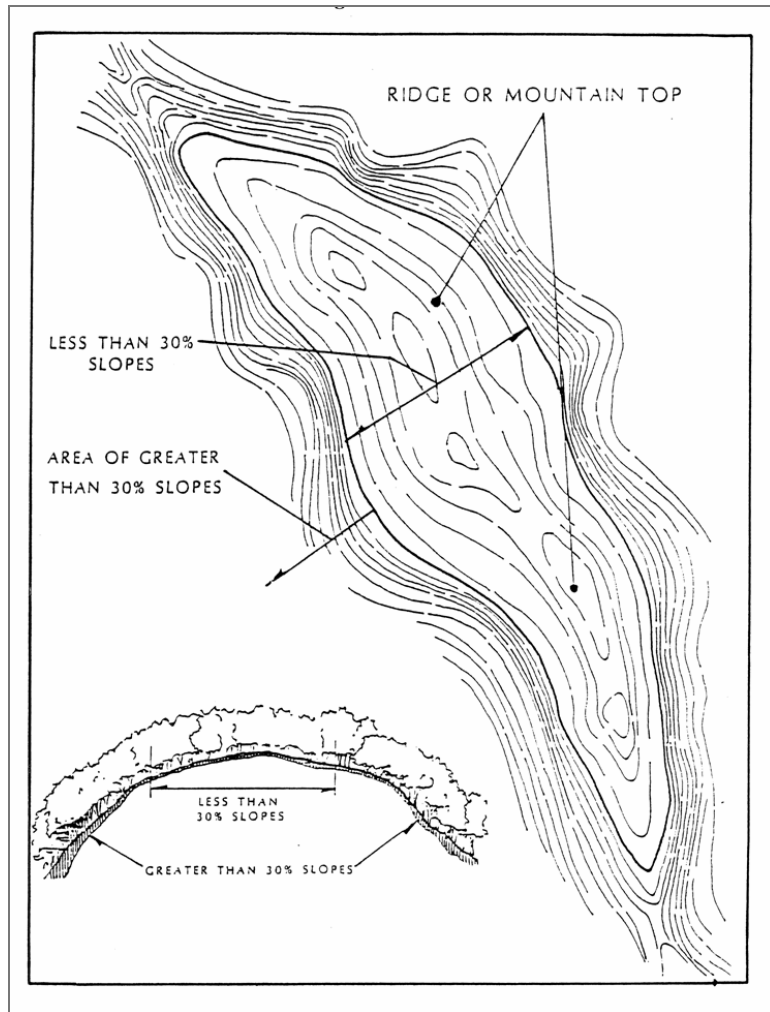 RIDGE OR MOUNTAIN TOP
LESS THAN 30%
SLOPES
AREA OF GREATER
THAN 30% SLOPES
LESS THAN
30% SLOPES
GREATER THAN 30% SLOPES